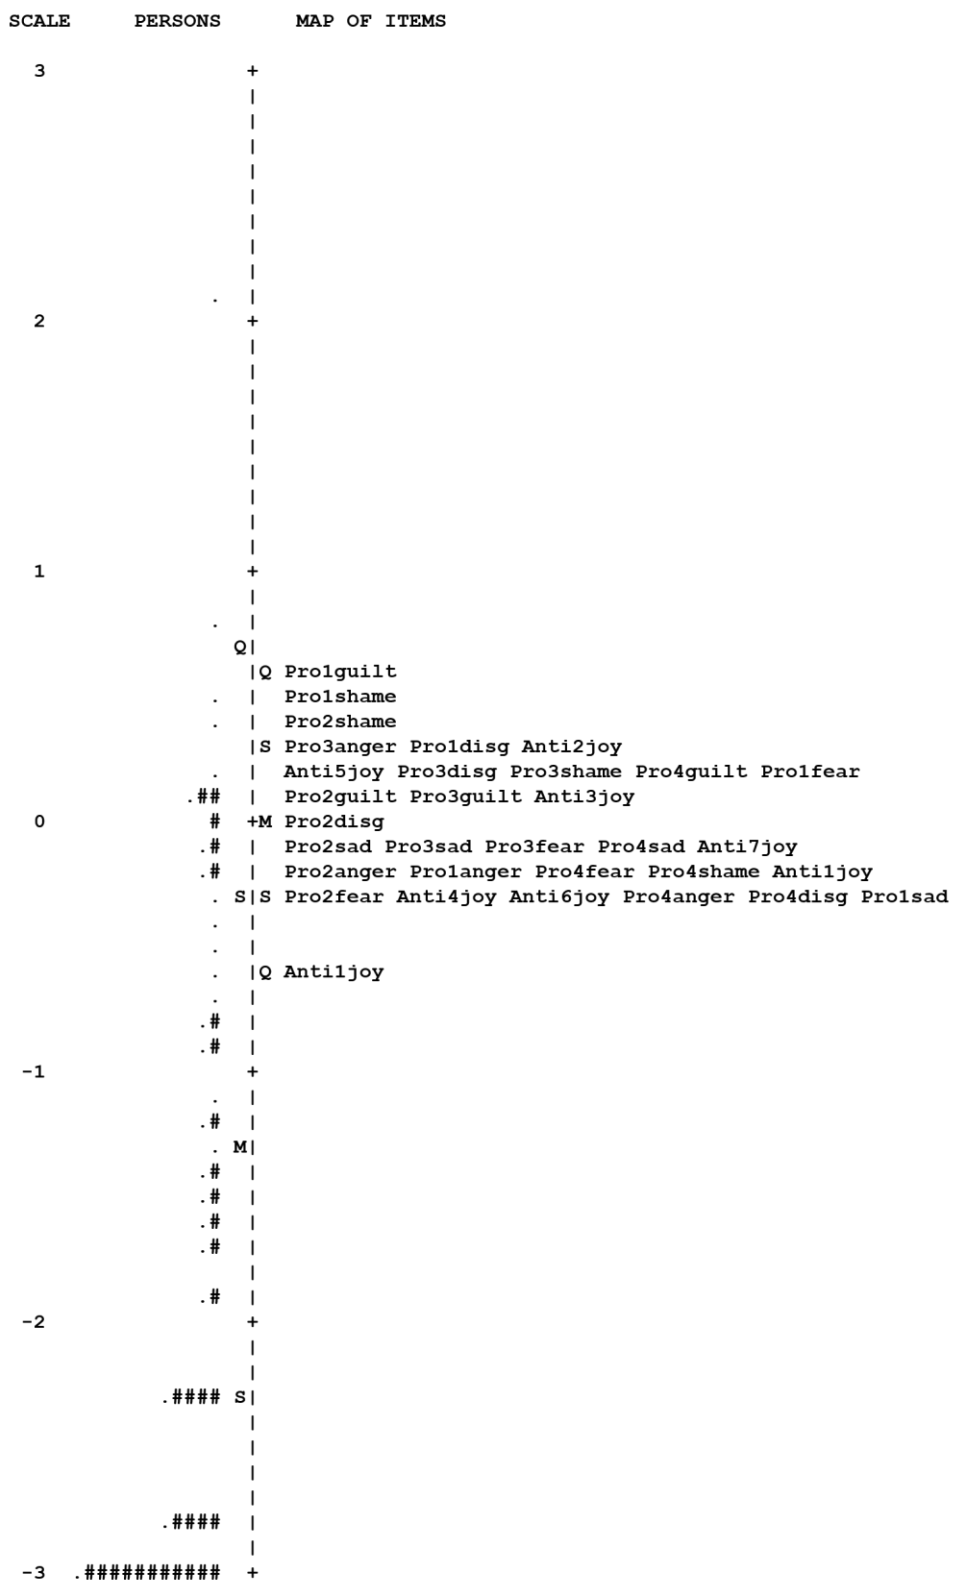 SCALE PERSONS MAP OF ITEMS
3 +
|
|
|
|
|
|
|
|
. |
2 +
|
|
|
|
|
|
|
|
|
1 +
|
. |
Q|
|Q Pro1guilt
. | Pro1shame
. | Pro2shame
|S Pro3anger Pro1disg Anti2joy
. | Anti5joy Pro3disg Pro3shame Pro4guilt Pro1fear
.## | Pro2guilt Pro3guilt Anti3joy
0 # +M Pro2disg
.# | Pro2sad Pro3sad Pro3fear Pro4sad Anti7joy
.# | Pro2anger Pro1anger Pro4fear Pro4shame Anti1joy
. S|S Pro2fear Anti4joy Anti6joy Pro4anger Pro4disg Pro1sad
. |
. |
. |Q Anti1joy
. |
.# |
.# |
-1 +
. |
.# |
. M|
.# |
.# |
.# |
.# |
|
.# |
-2 +
|
|
.#### S|
|
|
|
|
.#### |
|
-3 .########### +